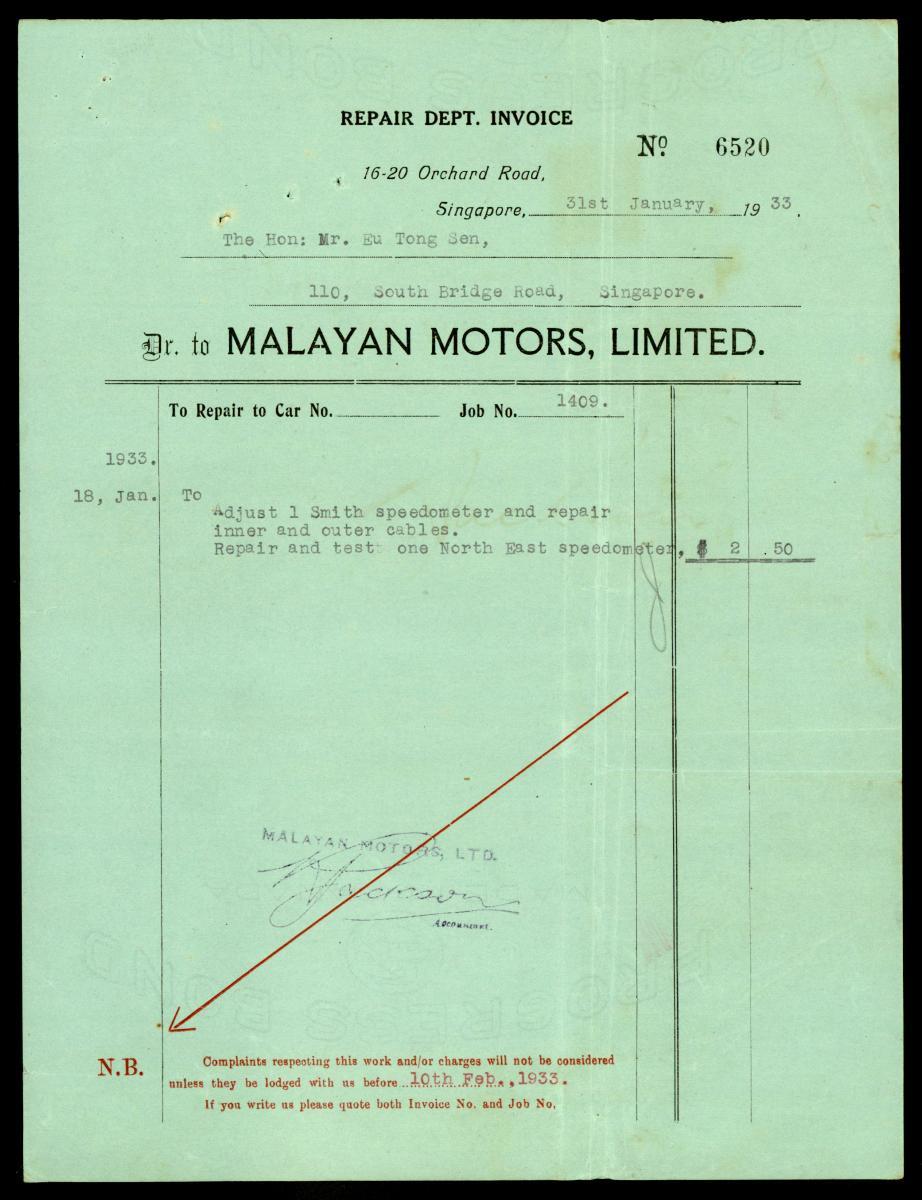 REPAIR DEPT. INVOICE
No. 6520
16-20 Orchard Road,
Singapore, 31st January, 1933.
The Hon: Mr. Eu Tong Sen,
110, South Bridge Road, Singapore.
Dr. to MALAYAN MOTORS, LIMITED.
To Repair to Car No. Job No. 1409.
1933.
18, Jan. To
Adjust 1 Smith speedometer and repair
inner and outer cables.
Repair and test one North East speedometer, $ 2 .50
MALAYAN MOTORS, LTD.
Jackson
Accountant.
N.B. Complaints respecting this work and/or charges will not be considered
unless they be lodged with us before 10th Feb., 1933.
If you write us please quote both Invoice No. and Job No.